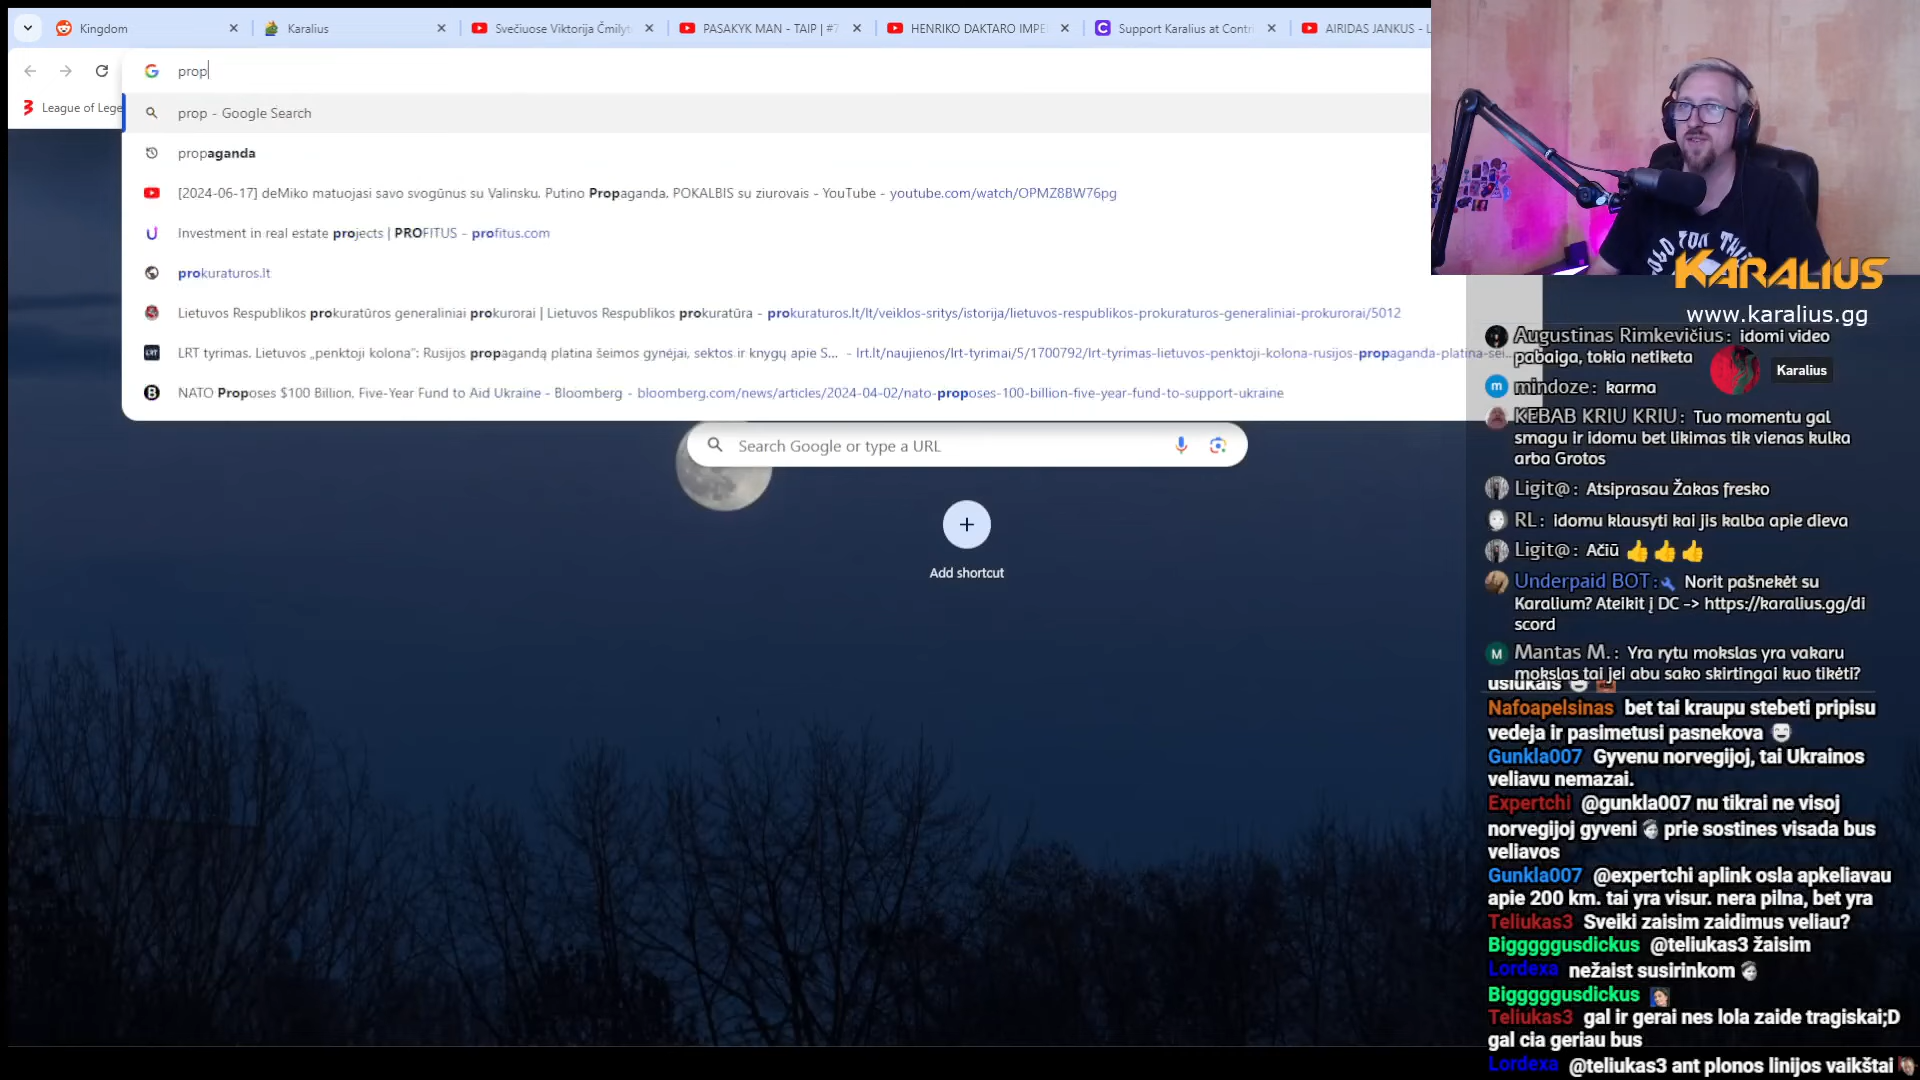 Kingdom
Karalius
Svečiuose Viktorija Čmilyt
PASAKYK MAN - TAIP | #7
HENRIKO DAKTARO IMPE
Support Karalius at Contri
AIRIDAS JANKUS - L
prop
League of Lege
prop - Google Search
propaganda
[2024-06-17] deMiko matuojasi savo svogūnus su Valinsku. Putino Propaganda. POKALBIS su ziurovais - YouTube - youtube.com/watch/OPMZ8BW76pg
Investment in real estate projects | PROFITUS - profitus.com
prokuraturos.lt
Lietuvos Respublikos prokuratūros generaliniai prokurorai | Lietuvos Respublikos prokuratūra - prokuraturos.lt/lt/veiklos-sritys/istorija/lietuvos-respublikos-prokuraturos-generaliniai-prokurorai/5012
LRT tyrimas. Lietuvos „penktoji kolona“: Rusijos propagandą platina šeimos gynėjai, sektos ir knygų apie S... - lrt.lt/naujienos/lrt-tyrimai/5/1700792/lrt-tyrimas-lietuvos-penktoji-kolona-rusijos-propaganda-platina-sei...
NATO Proposes $100 Billion, Five-Year Fund to Aid Ukraine - Bloomberg - bloomberg.com/news/articles/2024-04-02/nato-proposes-100-billion-five-year-fund-to-support-ukraine
Search Google or type a URL
Add shortcut
KARALIUS
www.karalius.gg
Karalius
Augustinas Rimkevičius: idomi video
pabaiga, tokia netiketa
mindoze: karma
KEBAB KRIU KRIU: Tuo momentu gal
smagu ir idomu bet likimas tik vienas kulka
arba Grotos
Ligit@: Atsiprasau Žakas fresko
RL: idomu klausyti kai jis kalba apie dieva
Ligit@: Ačiū 👍👍👍
Underpaid BOT: Norit pašnekėt su
Karalium? Ateikit į DC -> https://karalius.gg/di
scord
Mantas M.: Yra rytu mokslas yra vakaru
mokslas tai jei abu sako skirtingai kuo tikėti?
Nafoapelsinas bet tai kraupu stebeti pripisu
vedeja ir pasimetusi pasnekova
Gunkla007 Gyvenu norvegijoj, tai Ukrainos
veliavu nemazai.
Expertchi @gunkla007 nu tikrai ne visoj
norvegijoj gyveni prie sostines visada bus
veliavos
Gunkla007 @expertchi aplink osla apkeliavau
apie 200 km. tai yra visur. nera pilna, bet yra
Teliukas3 Sveiki zaisim zaidimus veliau?
Bigggggusdickus @teliukas3 žaisim
Lordexa nežaist susirinkom
Bigggggusdickus
Teliukas3 gal ir gerai nes lola zaide tragiskai;D
gal cia geriau bus
Lordexa @teliukas3 ant plonos linijos vaikštai